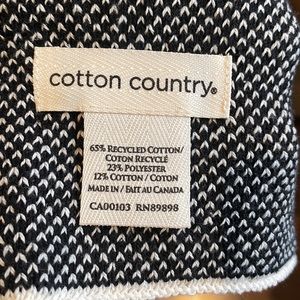 cotton country®
65% RECYCLED COTTON/
COTON RECYCLÉ
23% POLYESTER
12% COTTON / COTON
MADE IN / FAIT AU CANADA
CA00103 RN89898